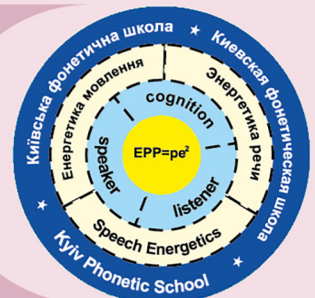 Київська фонетична школа
Киевская фонетическая школа
Kyiv Phonetic School
Енергетика мовлення
Энергетика речи
Speech Energetics
cognition
speaker
listener
EPP=pe²